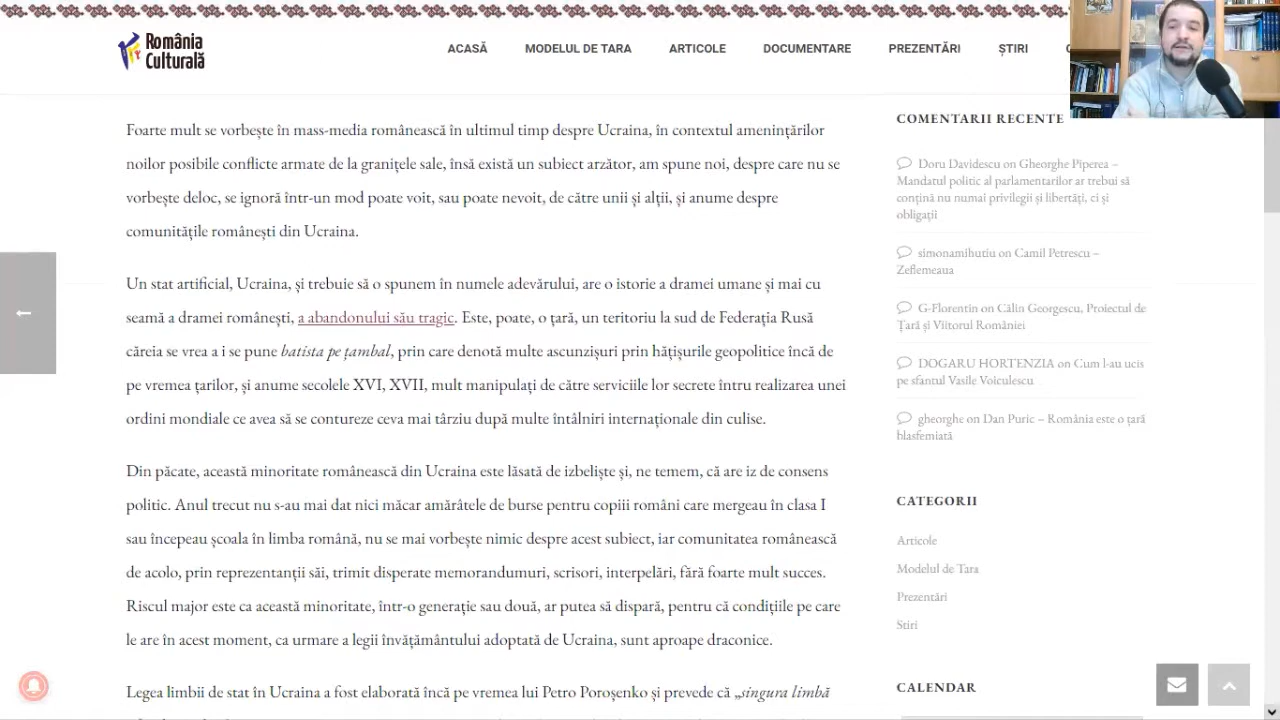 România
Culturală
ACASĂ
MODELUL DE TARA
ARTICOLE
DOCUMENTARE
PREZENTĂRI
ȘTIRI
Foarte mult se vorbește în mass-media românească în ultimul timp despre Ucraina, în contextul amenințărilor
noilor posibile conflicte armate de la granițele sale, însă există un subiect arzător, am spune noi, despre care nu se
vorbește deloc, se ignoră într-un mod poate voit, sau poate nevoit, de către unii și alții, și anume despre
comunitățile românești din Ucraina.
Un stat artificial, Ucraina, și trebuie să o spunem în numele adevărului, are o istorie a dramei umane și mai cu
seamă a dramei românești, a abandonului său tragic. Este, poate, o țară, un teritoriu la sud de Federația Rusă
căreia se vrea a i se pune batista pe țambal, prin care denotă multe ascunzișuri prin hățișurile geopolitice încă de
pe vremea țarilor, și anume secolele XVI, XVII, mult manipulați de către serviciile lor secrete întru realizarea unei
ordini mondiale ce avea să se contureze ceva mai târziu după multe întâlniri internaționale din culise.
Din păcate, această minoritate românească din Ucraina este lăsată de izbeliște și, ne temem, că are iz de consens
politic. Anul trecut nu s-au mai dat nici măcar amărâtele de burse pentru copiii români care mergeau în clasa I
sau începeau școala în limba română, nu se mai vorbește nimic despre acest subiect, iar comunitatea românească
de acolo, prin reprezentanții săi, trimit disperate memorandumuri, scrisori, interpelări, fără foarte mult succes.
Riscul major este ca această minoritate, într-o generație sau două, ar putea să dispară, pentru că condițiile pe care
le are în acest moment, ca urmare a legii învățământului adoptată de Ucraina, sunt aproape draconice.
Legea limbii de stat în Ucraina a fost elaborată încă pe vremea lui Petro Poroșenko și prevede că „singura limbă
COMENTARII RECENTE
Doru Davidescu on Gheorghe Piperea –
Mandatul politic al parlamentarilor ar trebui să
conțină nu numai privilegii și libertăți, ci și
obligații
simonamihutiu on Camil Petrescu –
Zeflemeaua
G-Florentin on Călin Georgescu, Proiectul de
Țară și Viitorul României
DOGARU HORTENZIA on Cum l-au ucis
pe sfantul Vasile Voiculescu
gheorghe on Dan Puric – România este o țară
blasfemiată
CATEGORII
Articole
Modelul de Tara
Prezentări
Stiri
CALENDAR